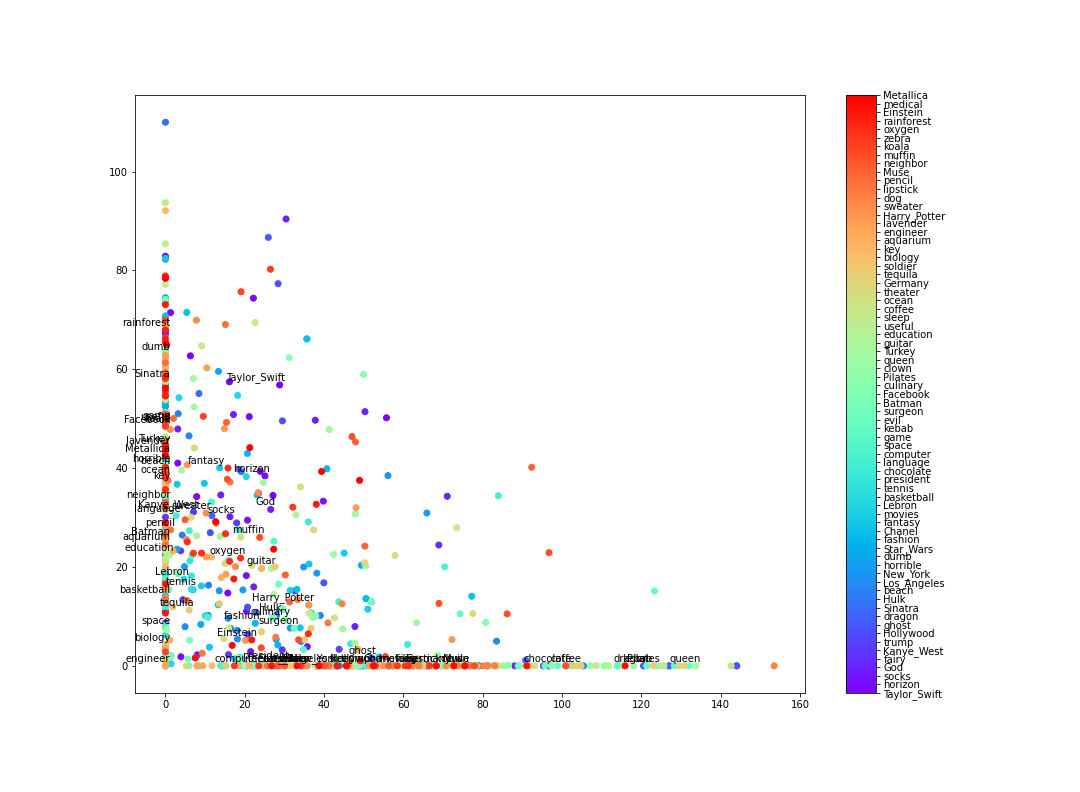 100
80
60
40
20
0
0
20
40
60
80
100
120
140
160
rainforest
dumb
Sinatra
Taylor_Swift
Facebook
Turkey
lavender
Metallica
horrible
beach
fantasy
ocean
horizon
key
neighbor
God
Kanye_West
sweater
language
socks
pencil
Batman
muffin
aquarium
education
oxygen
guitar
Lebron
tennis
basketball
Harry_Potter
tequila
Hulk
culinary
fashion
space
surgeon
Einstein
biology
ghost
engineer
chocolate
coffee
Pilates
queen
Metallica
medical
Einstein
rainforest
oxygen
zebra
koala
muffin
neighbor
Muse
pencil
lipstick
dog
sweater
Harry_Potter
lavender
engineer
aquarium
key
biology
soldier
tequila
Germany
theater
ocean
coffee
sleep
useful
education
guitar
Turkey
queen
clown
Pilates
culinary
Facebook
Batman
surgeon
evil
kebab
game
space
computer
language
chocolate
president
tennis
basketball
Lebron
movies
fantasy
Chanel
fashion
Star_Wars
dumb
horrible
New_York
Los_Angeles
beach
Hulk
Sinatra
dragon
ghost
Hollywood
trump
Kanye_West
fairy
God
socks
horizon
Taylor_Swift